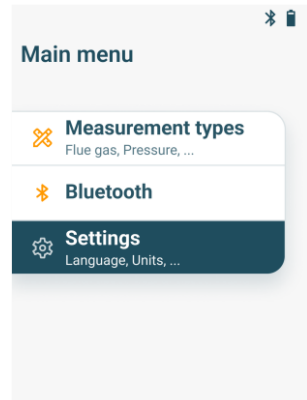 Main menu
Measurement types
Flue gas, Pressure, ...
Bluetooth
Settings
Language, Units, ...